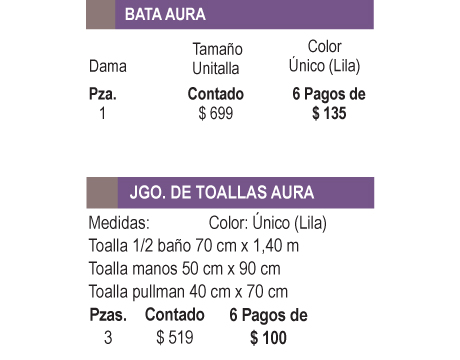 BATA AURA
Dama Tamaño Unitalla Color Único (Lila)
Pza. Contado 6 Pagos de
1 $ 699 $ 135
JGO. DE TOALLAS AURA
Medidas: Color: Único (Lila)
Toalla 1/2 baño 70 cm x 1,40 m
Toalla manos 50 cm x 90 cm
Toalla pullman 40 cm x 70 cm
Pzas. Contado 6 Pagos de
3 $ 519 $ 100